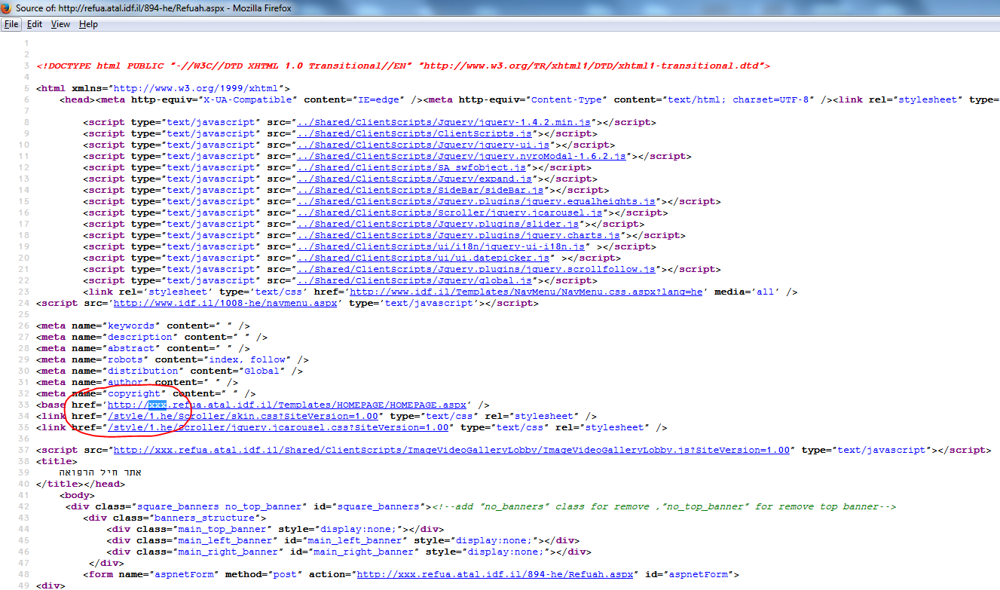 Source of: http://refua.atal.idf.il/894-he/Refuah.aspx - Mozilla Firefox
File Edit View Help
1
2
3 <!DOCTYPE html PUBLIC "-//W3C//DTD XHTML 1.0 Transitional//EN" "http://www.w3.org/TR/xhtml1/DTD/xhtml1-transitional.dtd">
4
5 <html xmlns="http://www.w3.org/1999/xhtml">
6 <head><meta http-equiv="X-UA-Compatible" content="IE=edge" /><meta http-equiv="Content-Type" content="text/html; charset=UTF-8" /><link rel="stylesheet" type=
7
8 <script type="text/javascript" src="../Shared/ClientScripts/Jquery/jquery-1.4.2.min.js"></script>
9 <script type="text/javascript" src="../Shared/ClientScripts/ClientScripts.js"></script>
10 <script type="text/javascript" src="../Shared/ClientScripts/Jquery/jquery-ui.js"></script>
11 <script type="text/javascript" src="../Shared/ClientScripts/Jquery/jquery.nyroModal-1.6.2.js"></script>
12 <script type="text/javascript" src="../Shared/ClientScripts/SA_swfobject.js"></script>
13 <script type="text/javascript" src="../Shared/ClientScripts/Jquery/expand.js"></script>
14 <script type="text/javascript" src="../Shared/ClientScripts/SideBar/sideBar.js"></script>
15 <script type="text/javascript" src="../Shared/ClientScripts/Jquery.plugins/jquery.equalheights.js"></script>
16 <script type="text/javascript" src="../Shared/ClientScripts/Scroller/jquery.jcarousel.js"></script>
17 <script type="text/javascript" src="../Shared/ClientScripts/Jquery.plugins/slider.js"></script>
18 <script type="text/javascript" src="../Shared/ClientScripts/Jquery.plugins/jquery.charts.js"></script>
19 <script type="text/javascript" src="../Shared/ClientScripts/ui/i18n/jquery-ui-i18n.js" ></script>
20 <script type="text/javascript" src="../Shared/ClientScripts/ui/ui.datepicker.js" ></script>
21 <script type="text/javascript" src="../Shared/ClientScripts/Jquery.plugins/jquery.scrollfollow.js"></script>
22 <script type="text/javascript" src="../Shared/ClientScripts/Jquery/global.js"></script>
23 <link rel='stylesheet' type='text/css' href='http://www.idf.il/Templates/NavMenu/NavMenu.css.aspx?lang=he' media='all' />
24 <script src='http://www.idf.il/1008-he/navmenu.aspx' type='text/javascript'></script>
25
26 <meta name="keywords" content=" " />
27 <meta name="description" content=" " />
28 <meta name="abstract" content=" " />
29 <meta name="robots" content="index, follow" />
30 <meta name="distribution" content="Global" />
31 <meta name="author" content=" " />
32 <meta name="copyright" content=" " />
33 <base href='http://xxx.refua.atal.idf.il/Templates/HOMEPAGE/HOMEPAGE.aspx' />
34 <link href="/style/1.he/Scroller/skin.css?SiteVersion=1.00" type="text/css" rel="stylesheet" />
35 <link href="/style/1.he/Scroller/jquery.jcarousel.css?SiteVersion=1.00" type="text/css" rel="stylesheet" />
36
37 <script src="http://xxx.refua.atal.idf.il/Shared/ClientScripts/ImageVideoGalleryLobby/ImageVideoGalleryLobby.js?SiteVersion=1.00" type="text/javascript"></script>
38 <title>
39 אתר חיל הרפואה
40 </title></head>
41 <body>
42 <div class="square_banners no_top_banner" id="square_banners"><!--add "no_banners" class for remove ,"no_top_banner" for remove top banner-->
43 <div class="banners_structure">
44 <div class="main_top_banner" style="display:none;"></div>
45 <div class="main_left_banner" id="main_left_banner" style="display:none;"></div>
46 <div class="main_right_banner" id="main_right_banner" style="display:none;"></div>
47 </div>
48 <form name="aspnetForm" method="post" action="http://xxx.refua.atal.idf.il/894-he/Refuah.aspx" id="aspnetForm">
49 <div>